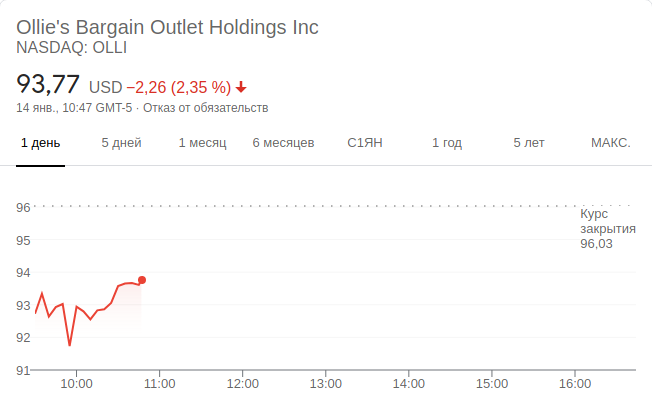 Ollie's Bargain Outlet Holdings Inc
NASDAQ: OLLI
93,77 USD −2,26 (2,35 %)
14 янв., 10:47 GMT-5 · Отказ от обязательств
1 день 5 дней 1 месяц 6 месяцев С1ЯН 1 год 5 лет МАКС.
96
Курс
закрытия
96,03
95
94
93
92
91
10:00 11:00 12:00 13:00 14:00 15:00 16:00